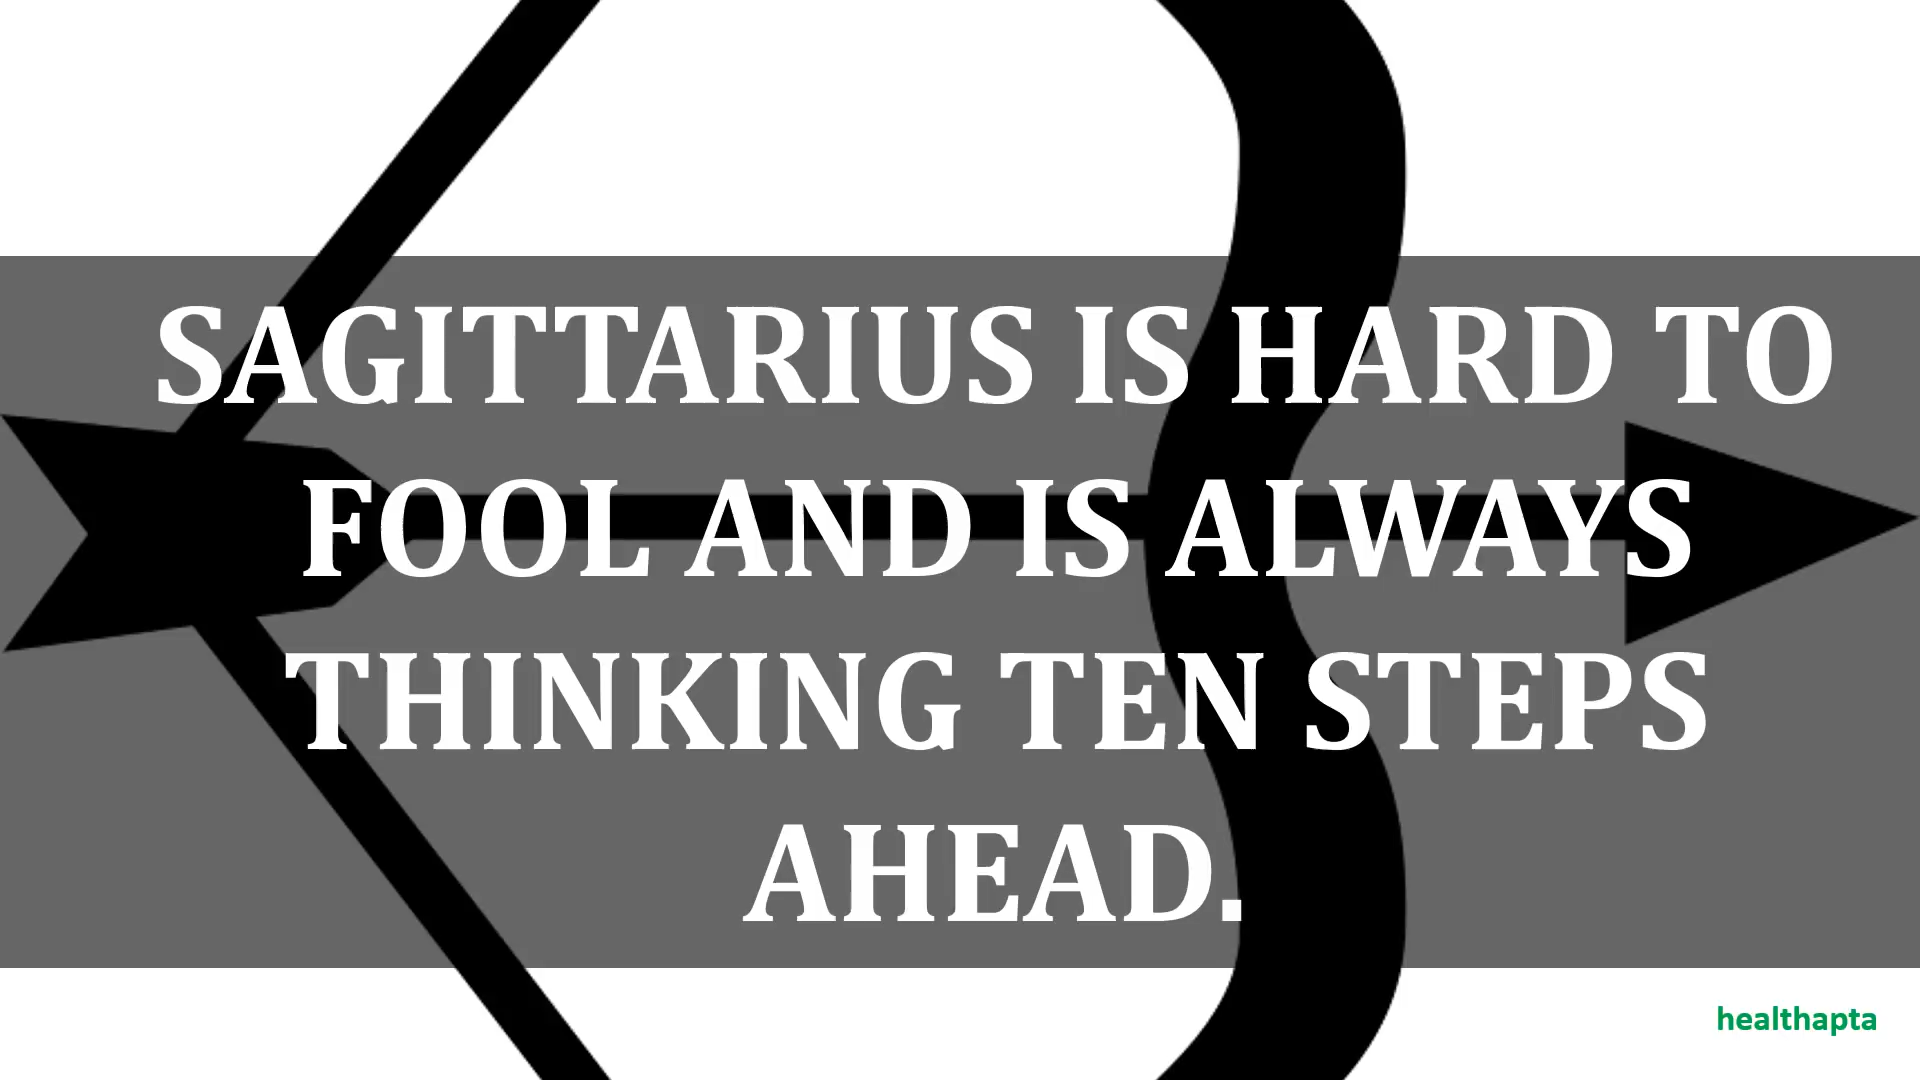 SAGITTARIUS IS HARD TO
FOOL AND IS ALWAYS
THINKING TEN STEPS
AHEAD.
healthapta